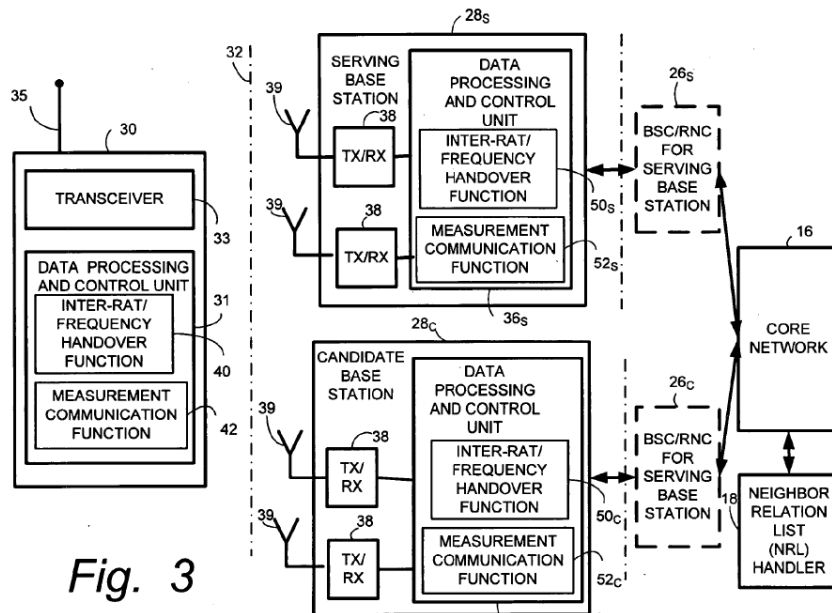 28S
32
SERVING
BASE
STATION
39
38
TX/RX
39
38
TX/RX
DATA
PROCESSING
AND CONTROL
UNIT
INTER-RAT/
FREQUENCY
HANDOVER
FUNCTION
50S
MEASUREMENT
COMMUNICATION
FUNCTION
52S
36S
26S
BSC/RNC
FOR
SERVING
BASE
STATION
35
30
TRANSCEIVER
33
DATA PROCESSING
AND CONTROL
UNIT
31
INTER-RAT/
FREQUENCY
HANDOVER
FUNCTION
40
MEASUREMENT
COMMUNICATION
FUNCTION
42
16
CORE
NETWORK
28C
CANDIDATE
BASE
STATION
39
38
TX/
RX
39
38
TX/
RX
DATA
PROCESSING
AND CONTROL
UNIT
INTER-RAT/
FREQUENCY
HANDOVER
FUNCTION
50C
MEASUREMENT
COMMUNICATION
FUNCTION
52C
26C
BSC/RNC
FOR
SERVING
BASE
STATION
18
NEIGHBOR
RELATION
LIST
(NRL)
HANDLER
Fig. 3